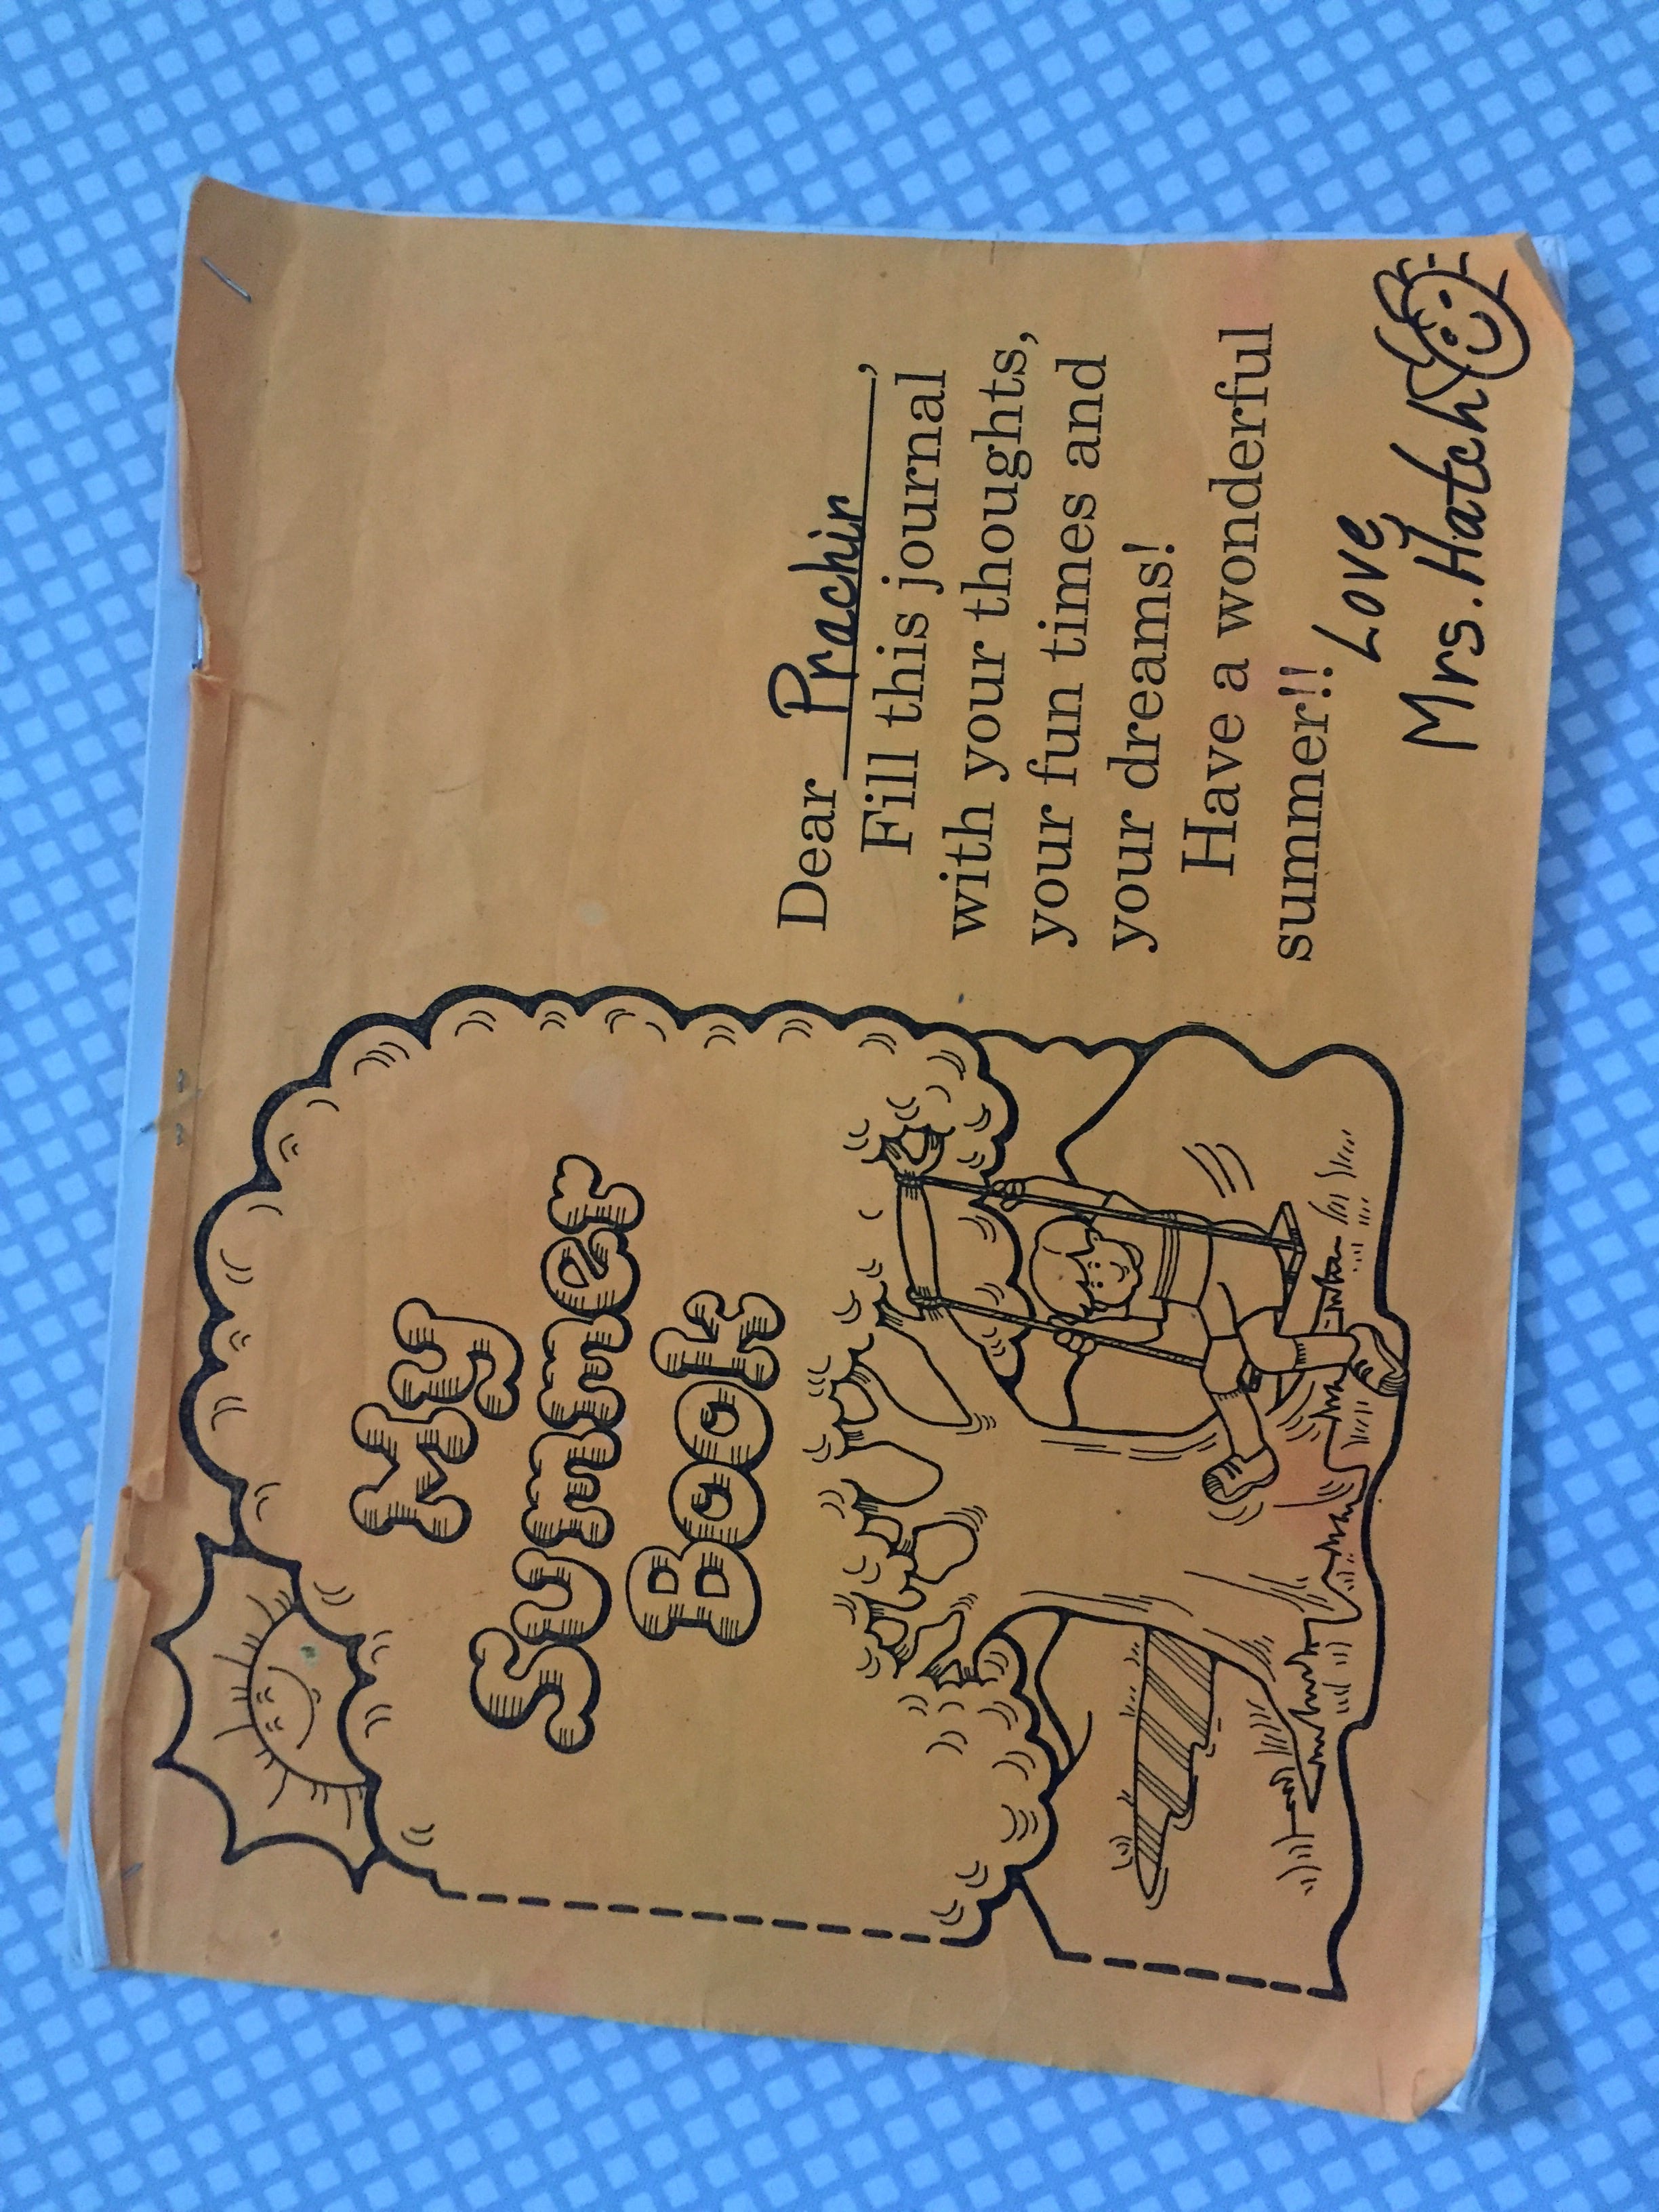 My
Summer
Book
Dear Prachir,
Fill this journal
with your thoughts,
your fun times and
your dreams!
Have a wonderful
summer!!
Love
Mrs. Hatch